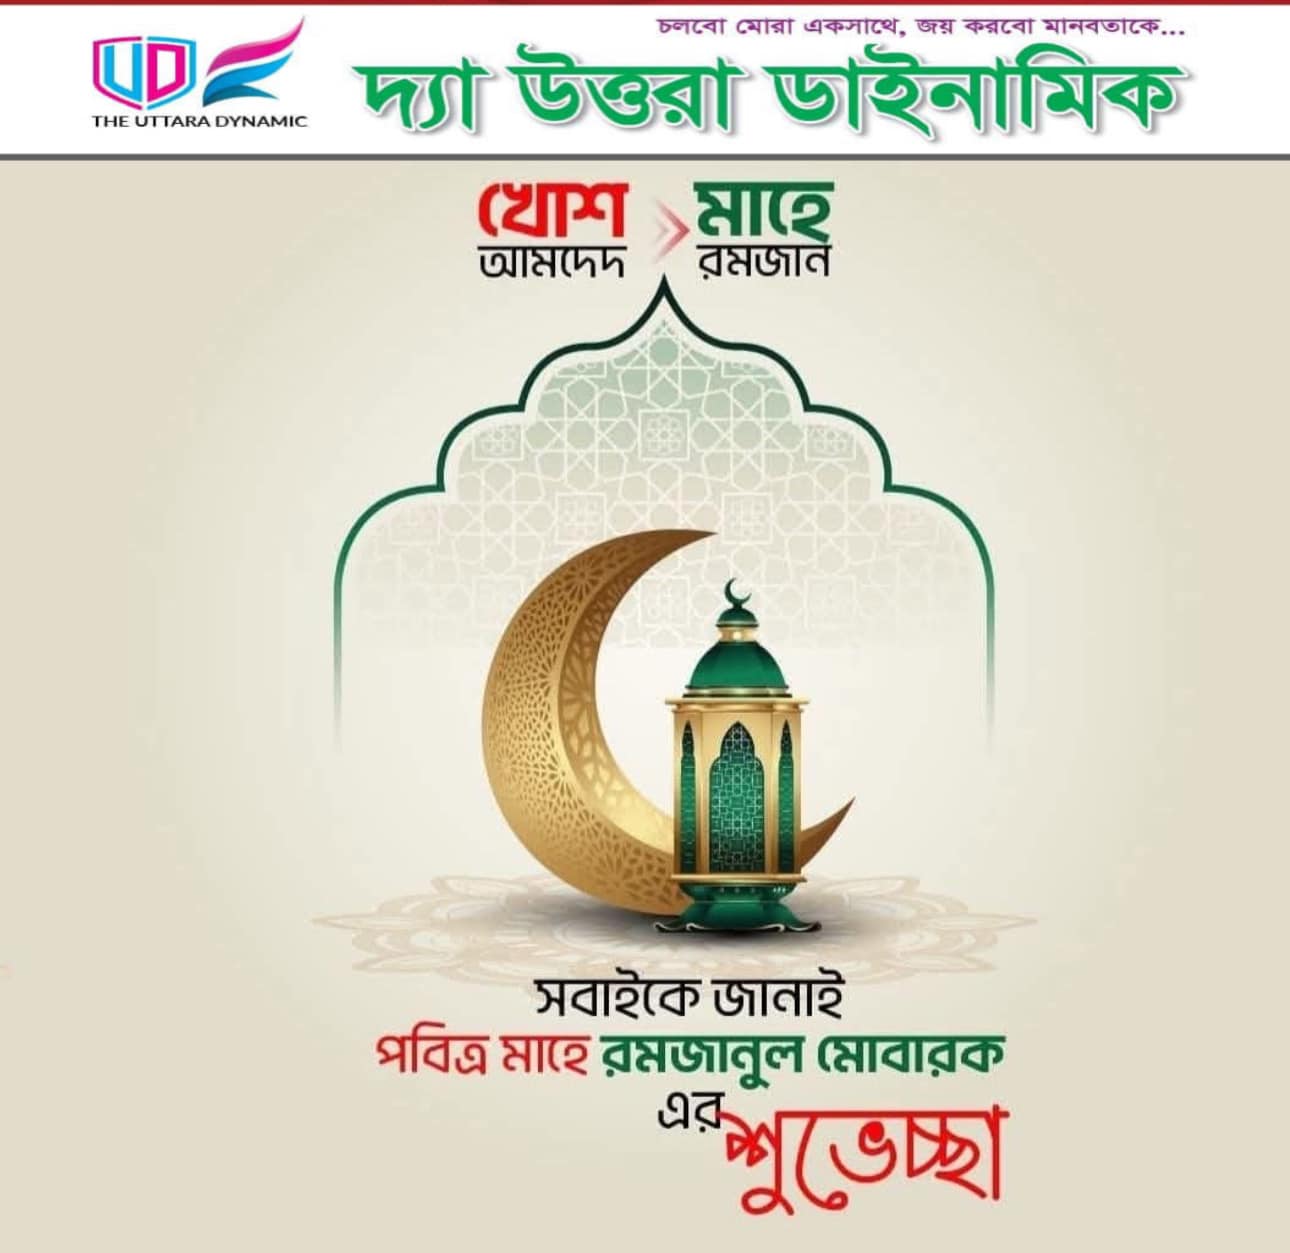 চলবো মোরা একসাথে, জয় করবো মানবতাকে...
UD
THE UTTARA DYNAMIC
দ্যা উত্তরা ডাইনামিক
খোশ মাহে
আমদেদ রমজান
সবাইকে জানাই
পবিত্র মাহে রমজানুল মোবারক
এর শুভেচ্ছা